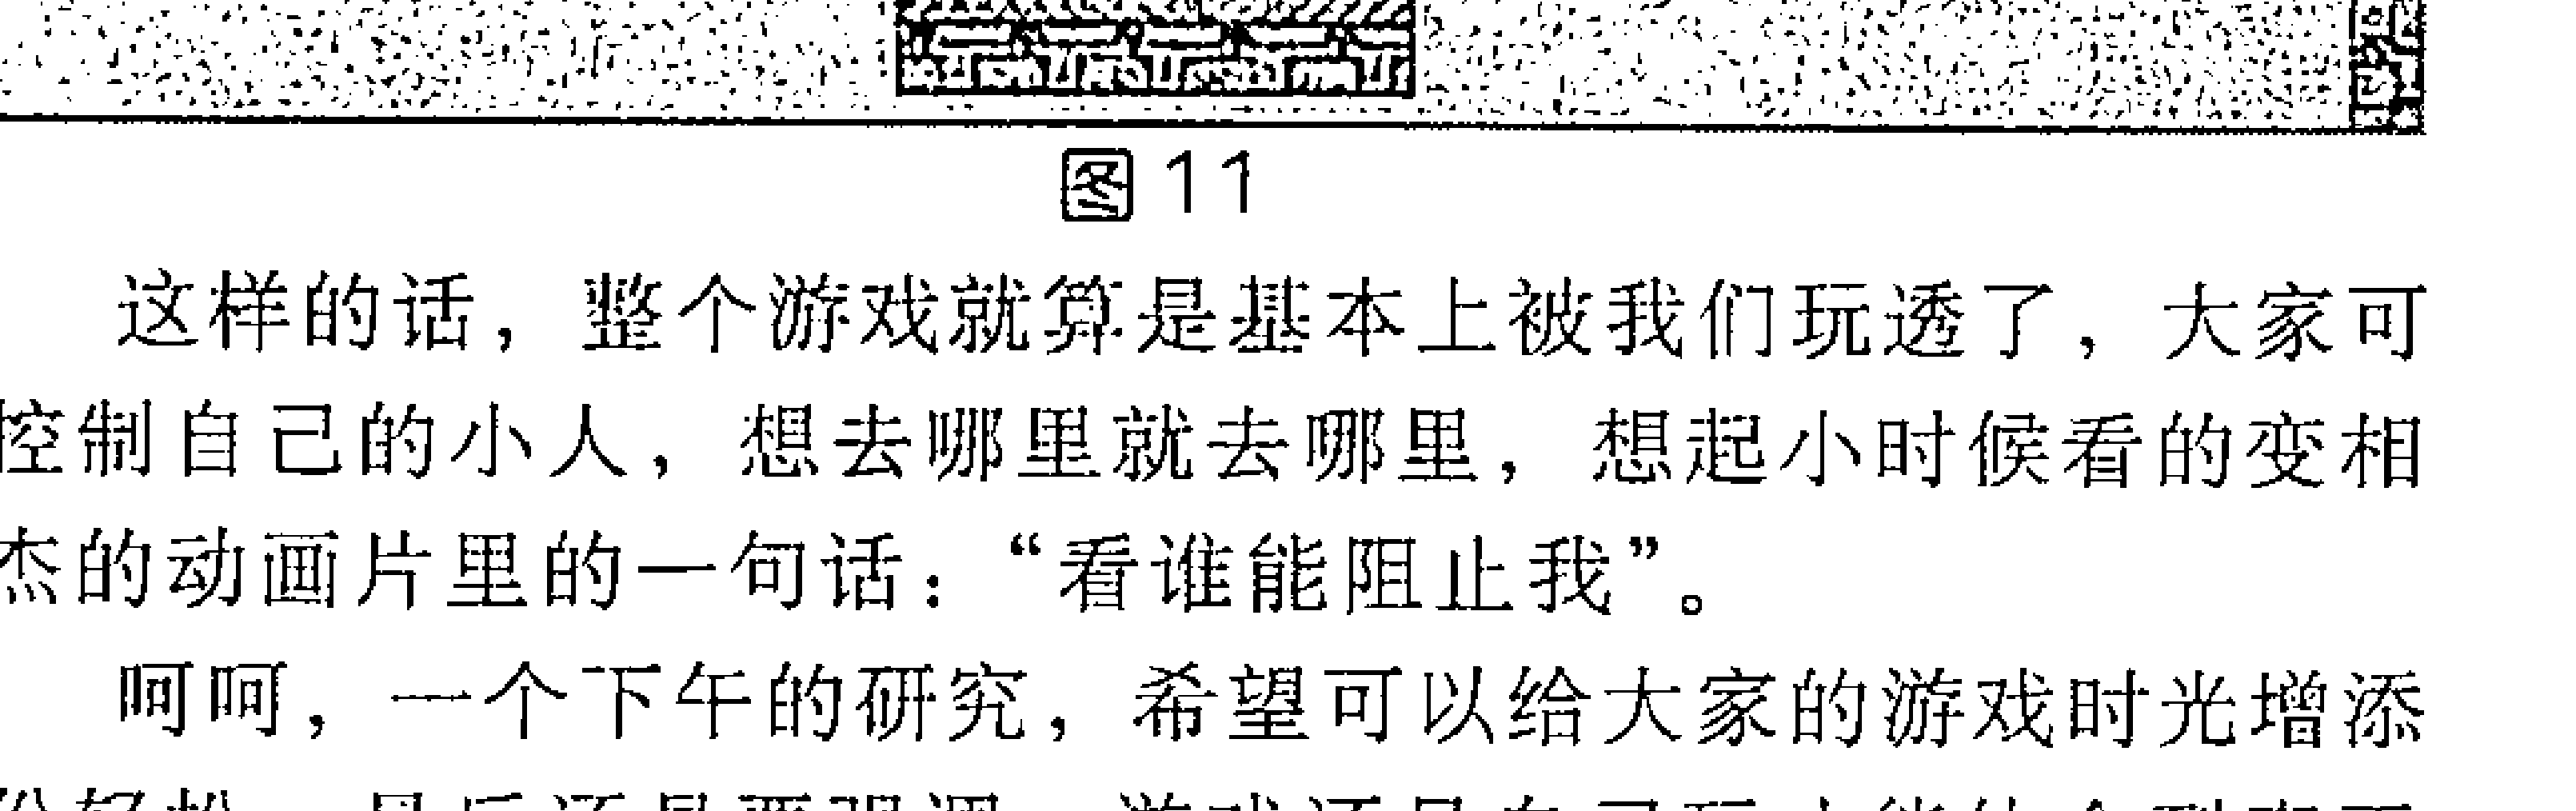 图11
这样的话，整个游戏就算是基本上被我们玩透了，大家可
控制自己的小人，想去哪里就去哪里，想起小时候看的变相
杰的动画片里的一句话：“看谁能阻止我”。
呵呵，一个下午的研究，希望可以给大家的游戏时光增添